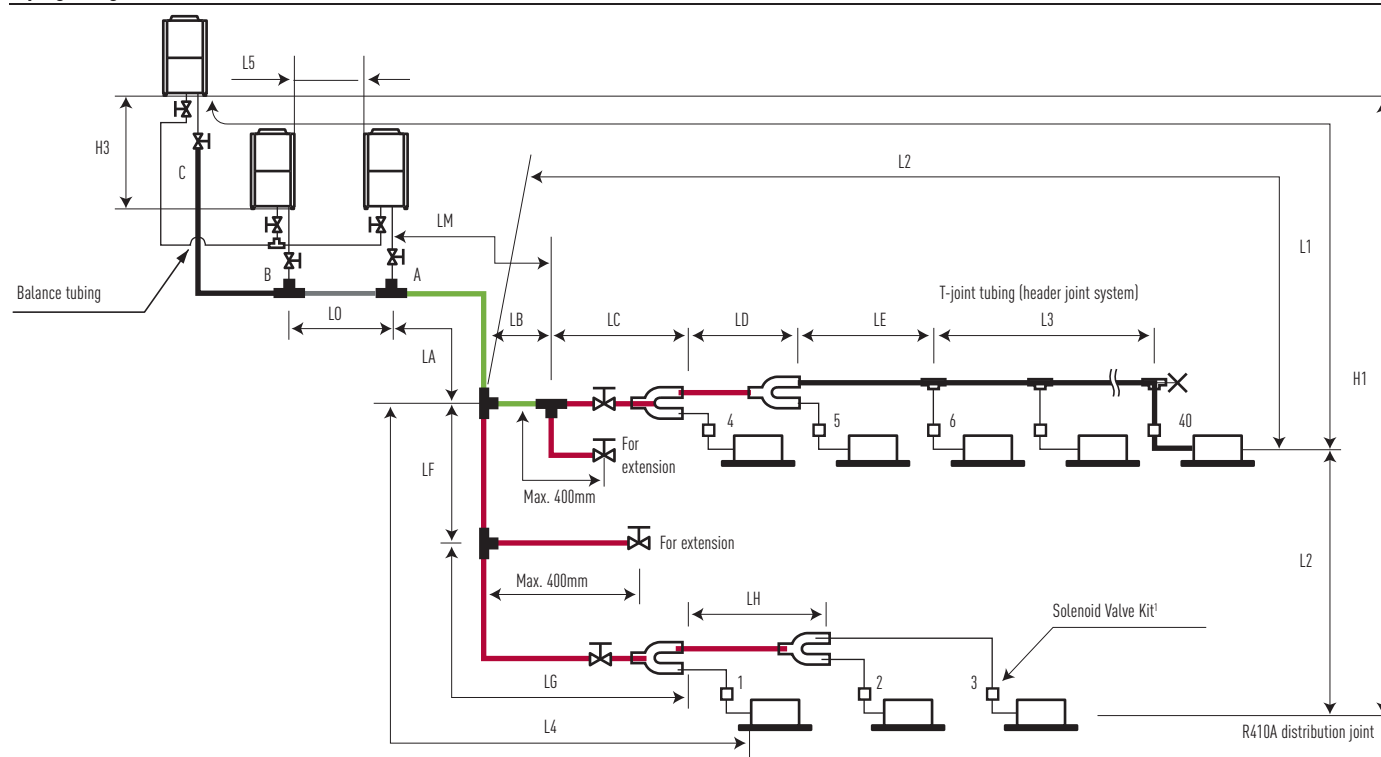 L5
H3
C
L2
LM
L1
B
A
Balance tubing
T-joint tubing (header joint system)
LO
LB
LC
LD
LE
L3
LA
H1
4
5
6
40
For
extension
LF
Max. 400mm
For extension
L2
Max. 400mm
LH
Solenoid Valve Kit¹
1
2
3
LG
L4
R410A distribution joint